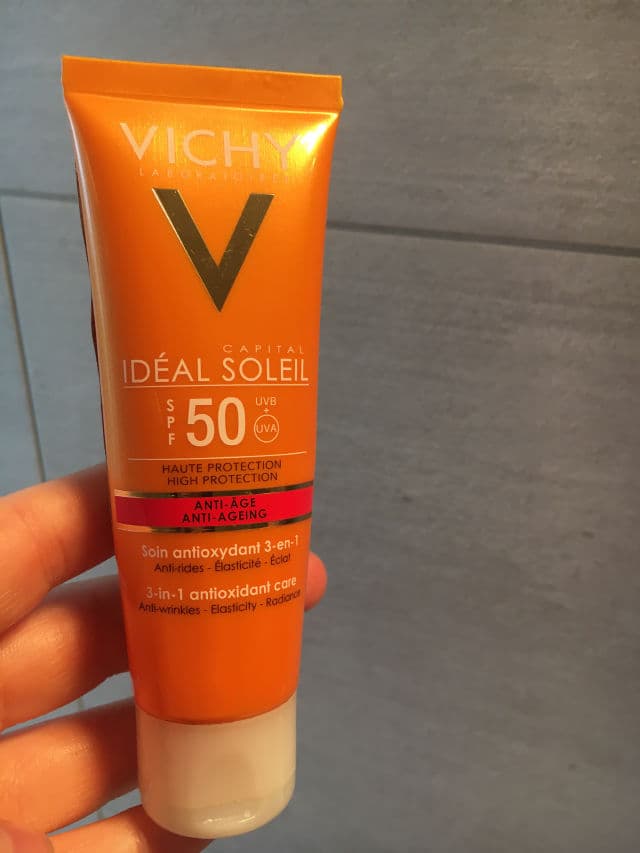 VICHY
LABORATOIRES
V
CAPITAL
IDÉAL SOLEIL
SPF 50 UVB + UVA
HAUTE PROTECTION
HIGH PROTECTION
ANTI-ÂGE
ANTI-AGEING
Soin antioxydant 3-en-1
Anti-rides - Élasticité - Éclat
3-in-1 antioxidant care
Anti-wrinkles - Elasticity - Radiance